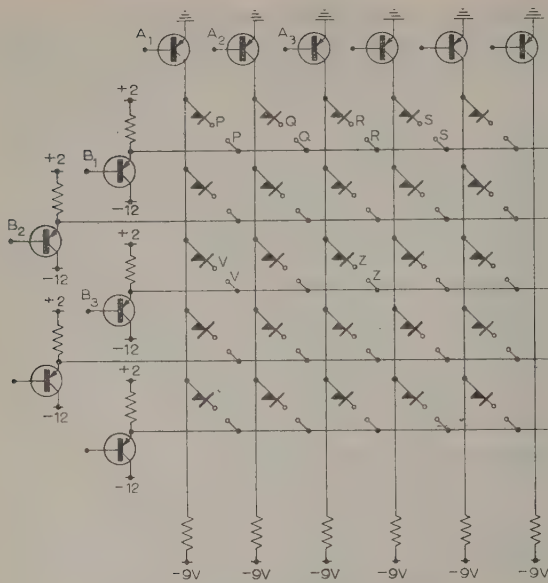 A1 A2 A3
+2
P Q R S
P Q R S
B1
+2
-12
B2
V Z
-12
+2
V Z
B3
+2
-12
+2
-12
-12
-9V -9V -9V -9V -9V -9V